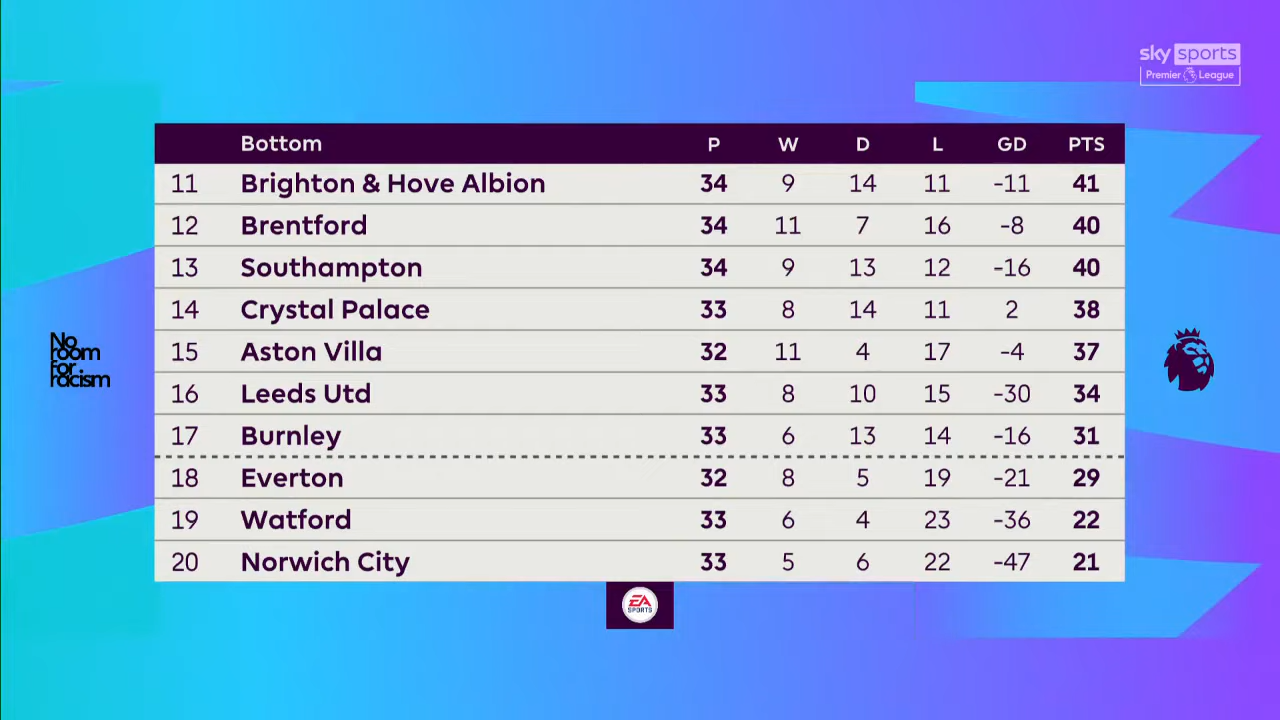 sky sports
Premier League
Bottom P W D L GD PTS
11 Brighton & Hove Albion 34 9 14 11 -11 41
12 Brentford 34 11 7 16 -8 40
13 Southampton 34 9 13 12 -16 40
14 Crystal Palace 33 8 14 11 2 38
15 Aston Villa 32 11 4 17 -4 37
16 Leeds Utd 33 8 10 15 -30 34
17 Burnley 33 6 13 14 -16 31
18 Everton 32 8 5 19 -21 29
19 Watford 33 6 4 23 -36 22
20 Norwich City 33 5 6 22 -47 21
No
room
for
racism
EA
SPORTS